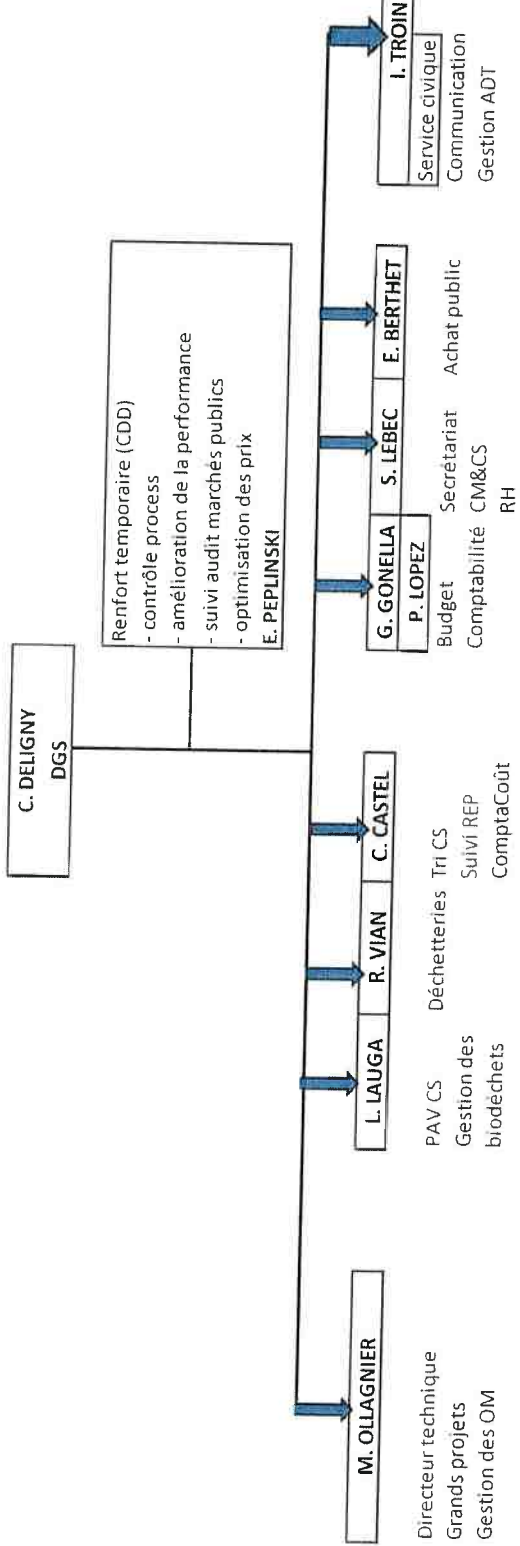 C. DELIGNY
DGS
Renfort temporaire (CDD)
- contrôle process
- amélioration de la performance
- suivi audit marchés publics
- optimisation des prix
E. PEPLINSKI
M. OLLAGNIER
Directeur technique
Grands projets
Gestion des OM
L. LAUGA
PAV CS
Gestion des
biodéchets
R. VIAN
Déchetteries
C. CASTEL
Tri CS
Suivi REP
ComptaCoût
G. GONELLA
P. LOPEZ
Budget
Comptabilité
S. LEBEC
Secrétariat
CM&CS
RH
E. BERTHET
Achat public
I. TROIN
Service civique
Communication
Gestion ADT